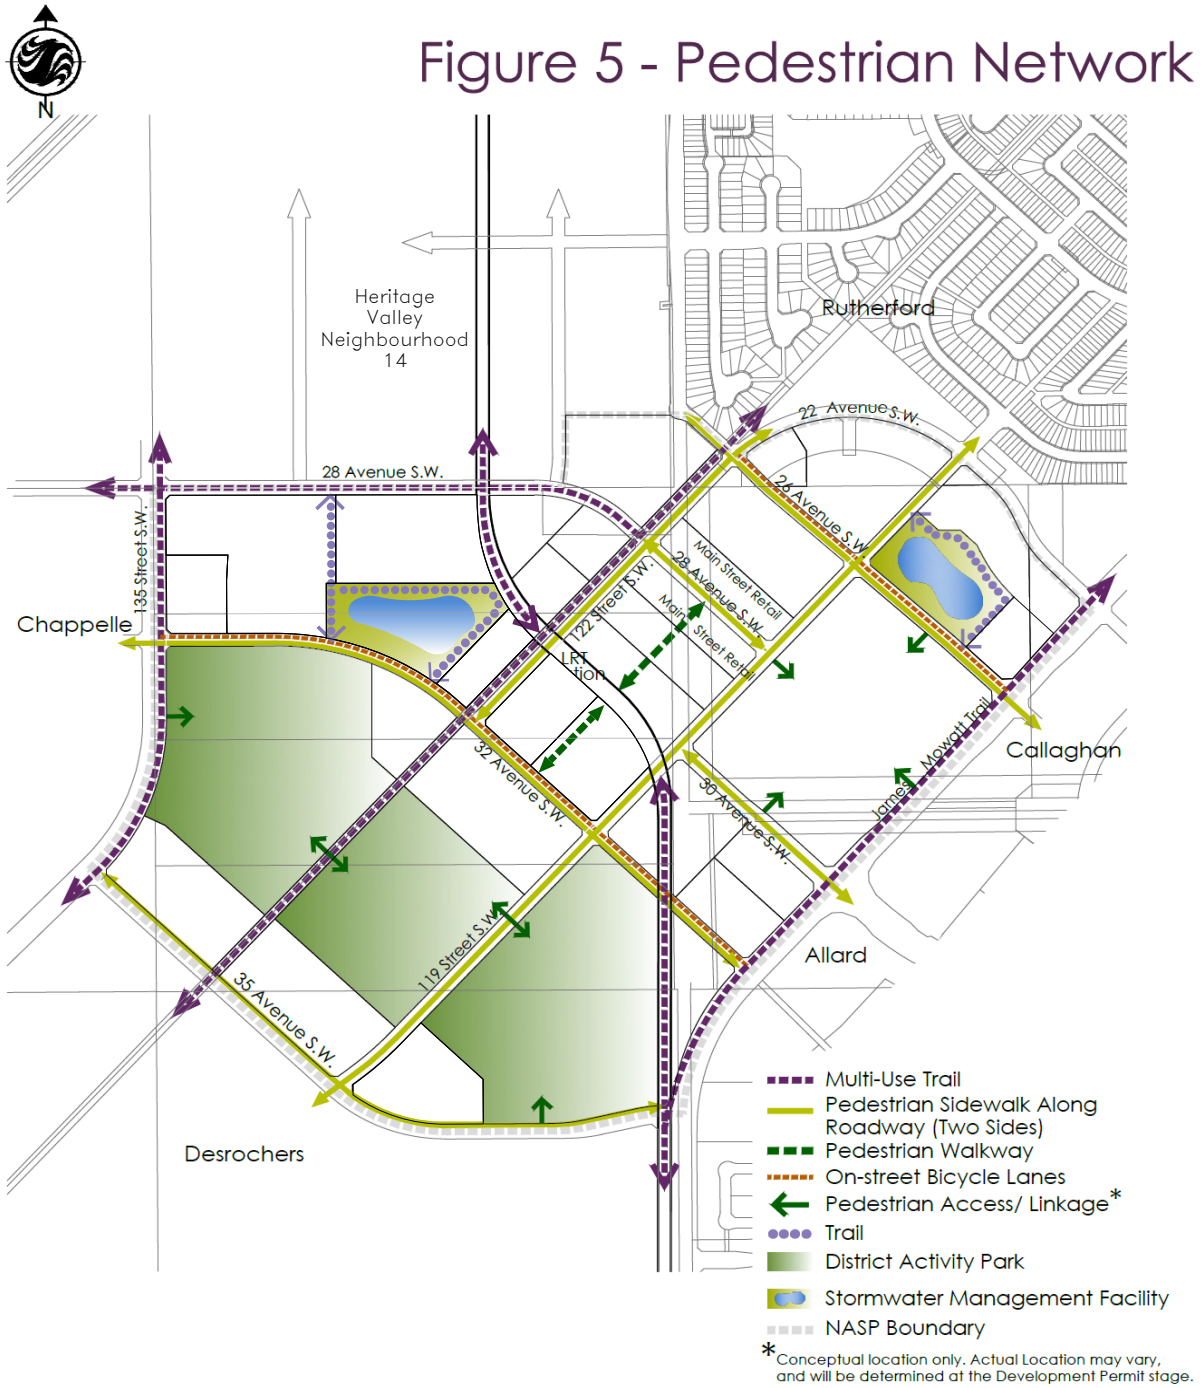 Figure 5 - Pedestrian Network
N
Heritage
Valley
Neighbourhood
14
Rutherford
22 Avenue S.W.
28 Avenue S.W.
26 Avenue S.W.
135 Street S.W.
Main Street Retail
28 Avenue S.W.
122 Street S.W.
Main Street Retail
Chappelle
LRT
tion
32 Avenue S.W.
James Mowatt Trail
Callaghan
30 Avenue S.W.
119 Street S.W.
Allard
35 Avenue S.W.
Desrochers
Multi-Use Trail
Pedestrian Sidewalk Along
Roadway (Two Sides)
Pedestrian Walkway
On-street Bicycle Lanes
Pedestrian Access/ Linkage*
Trail
District Activity Park
Stormwater Management Facility
NASP Boundary
*Conceptual location only. Actual Location may vary,
and will be determined at the Development Permit stage.